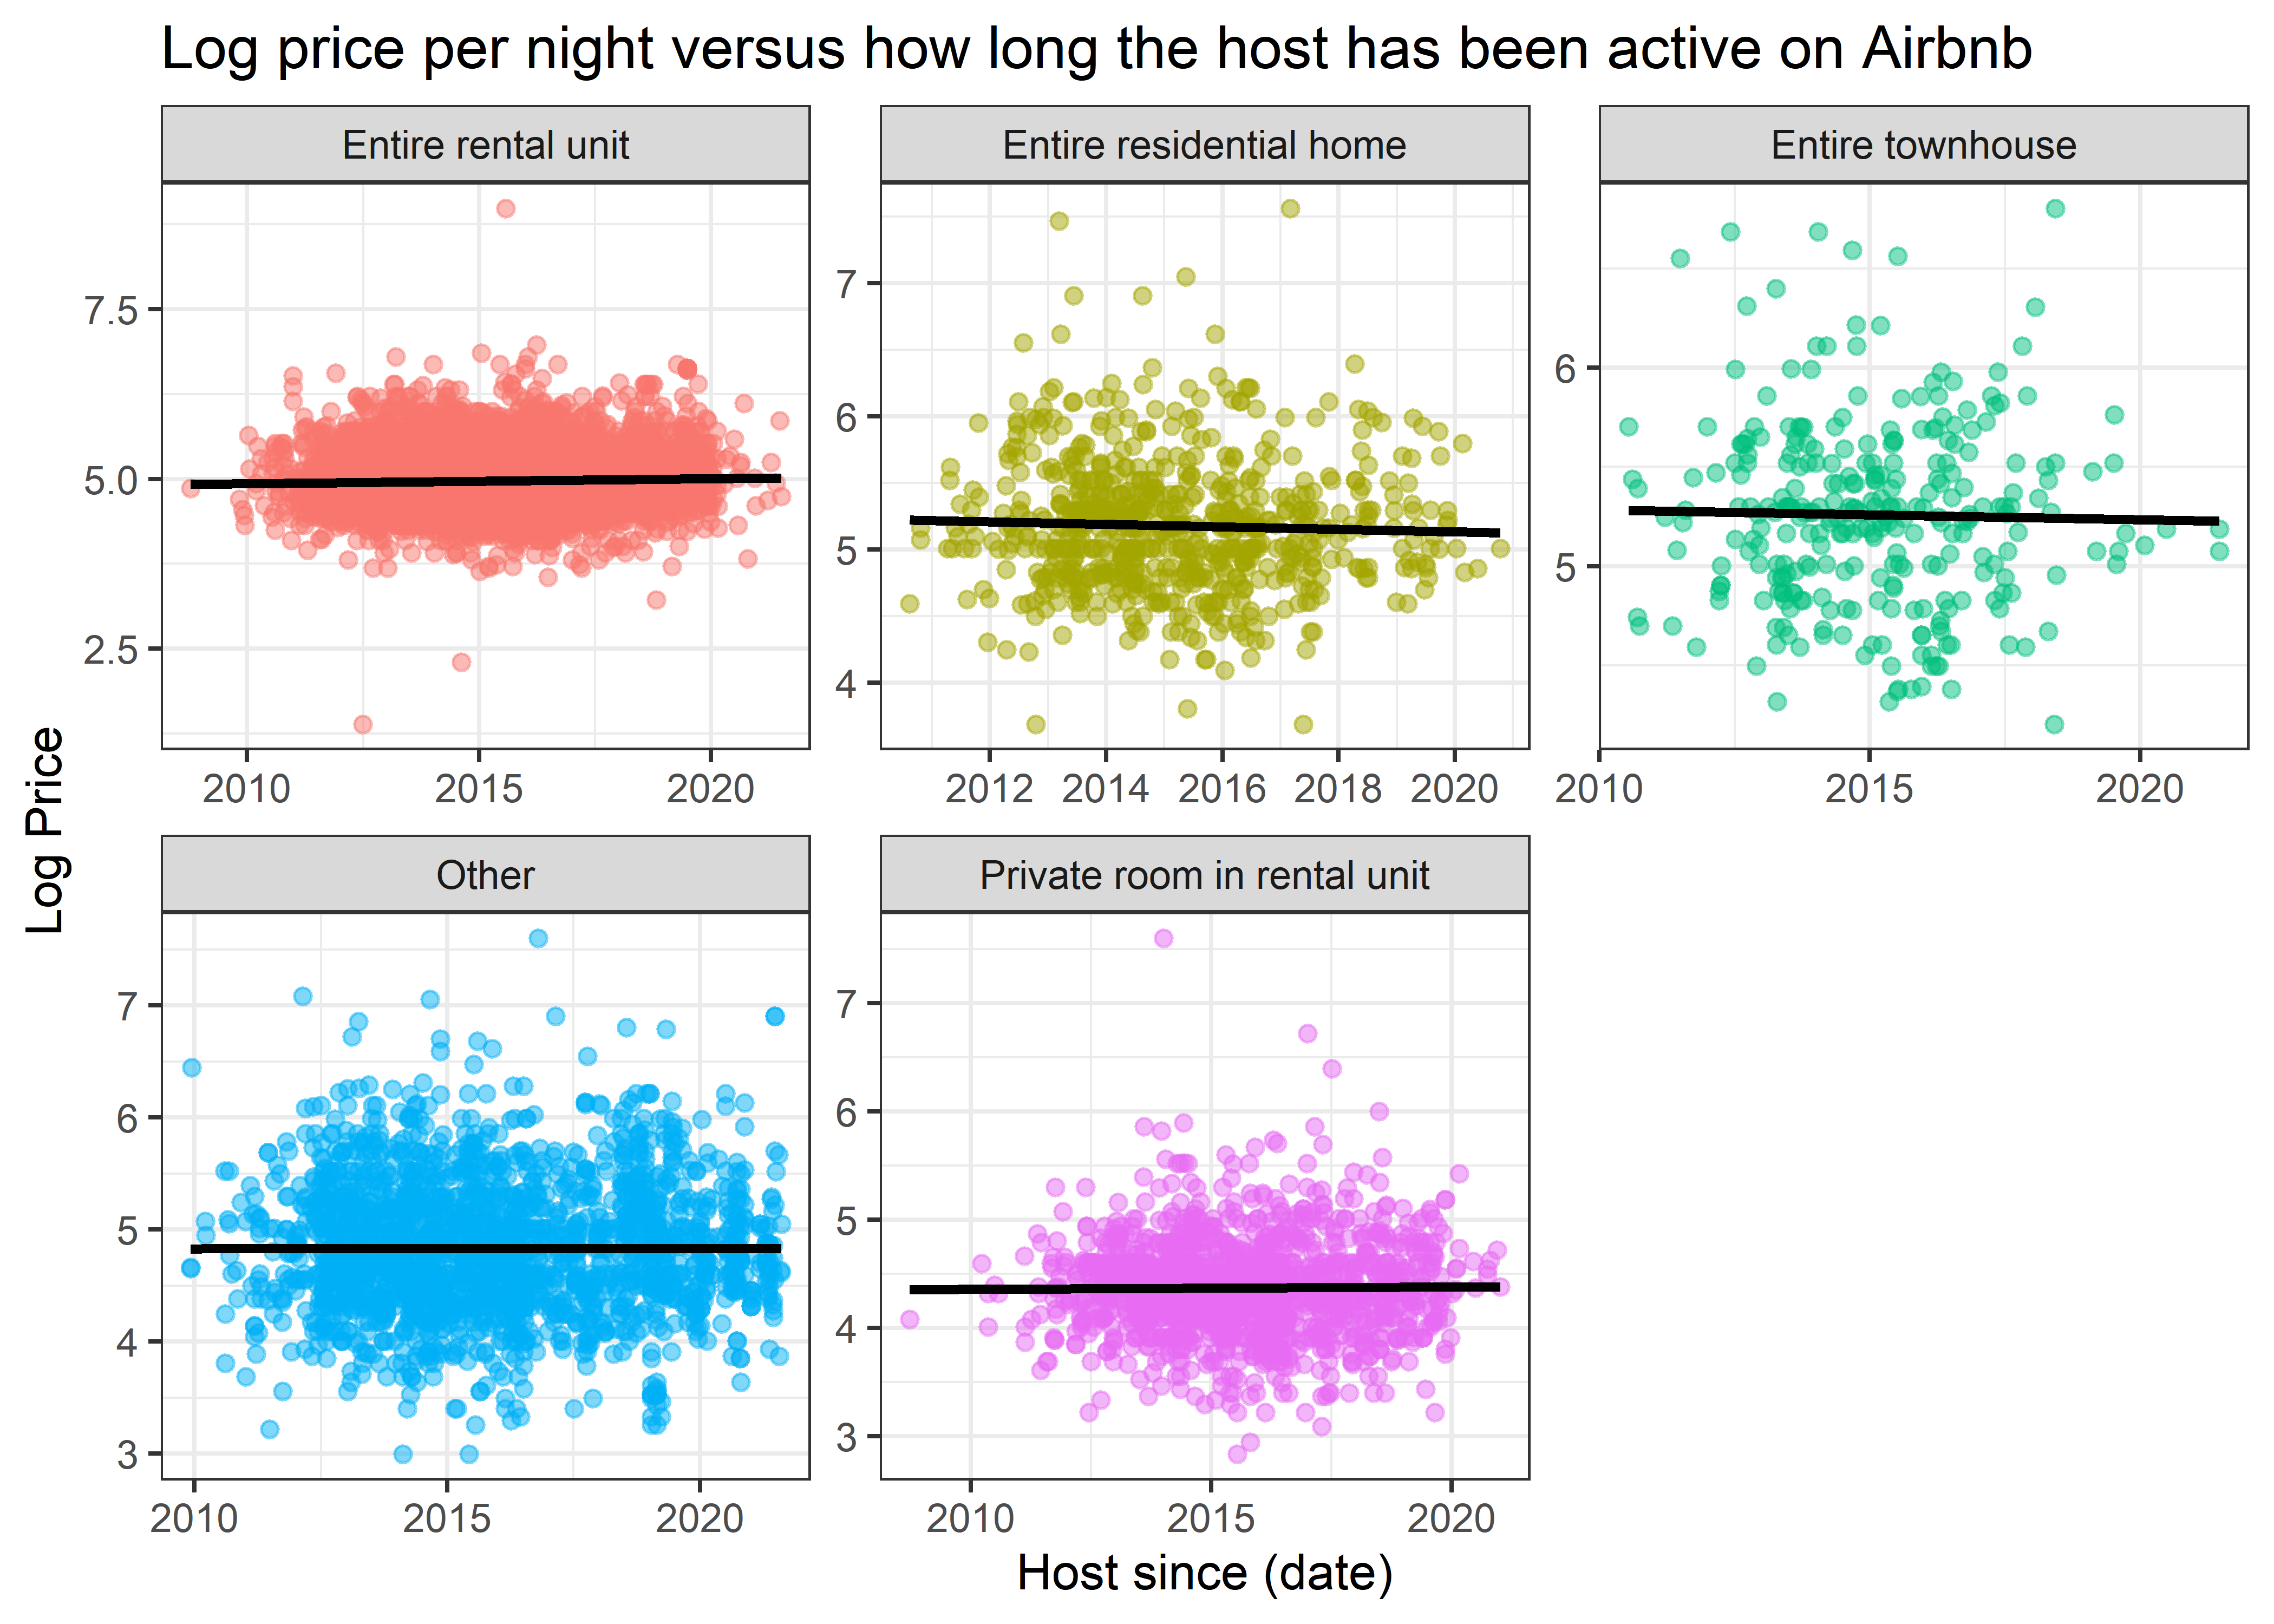 Log price per night versus how long the host has been active on Airbnb
Entire rental unit
Entire residential home
Entire townhouse
7.5
5.0
2.5
2010 2015 2020
7
6
5
4
2012 2014 2016 2018 2020
6
5
2010 2015 2020
Log Price
Other
Private room in rental unit
7
6
5
4
3
2010 2015 2020
7
6
5
4
3
2010 2015 2020
Host since (date)